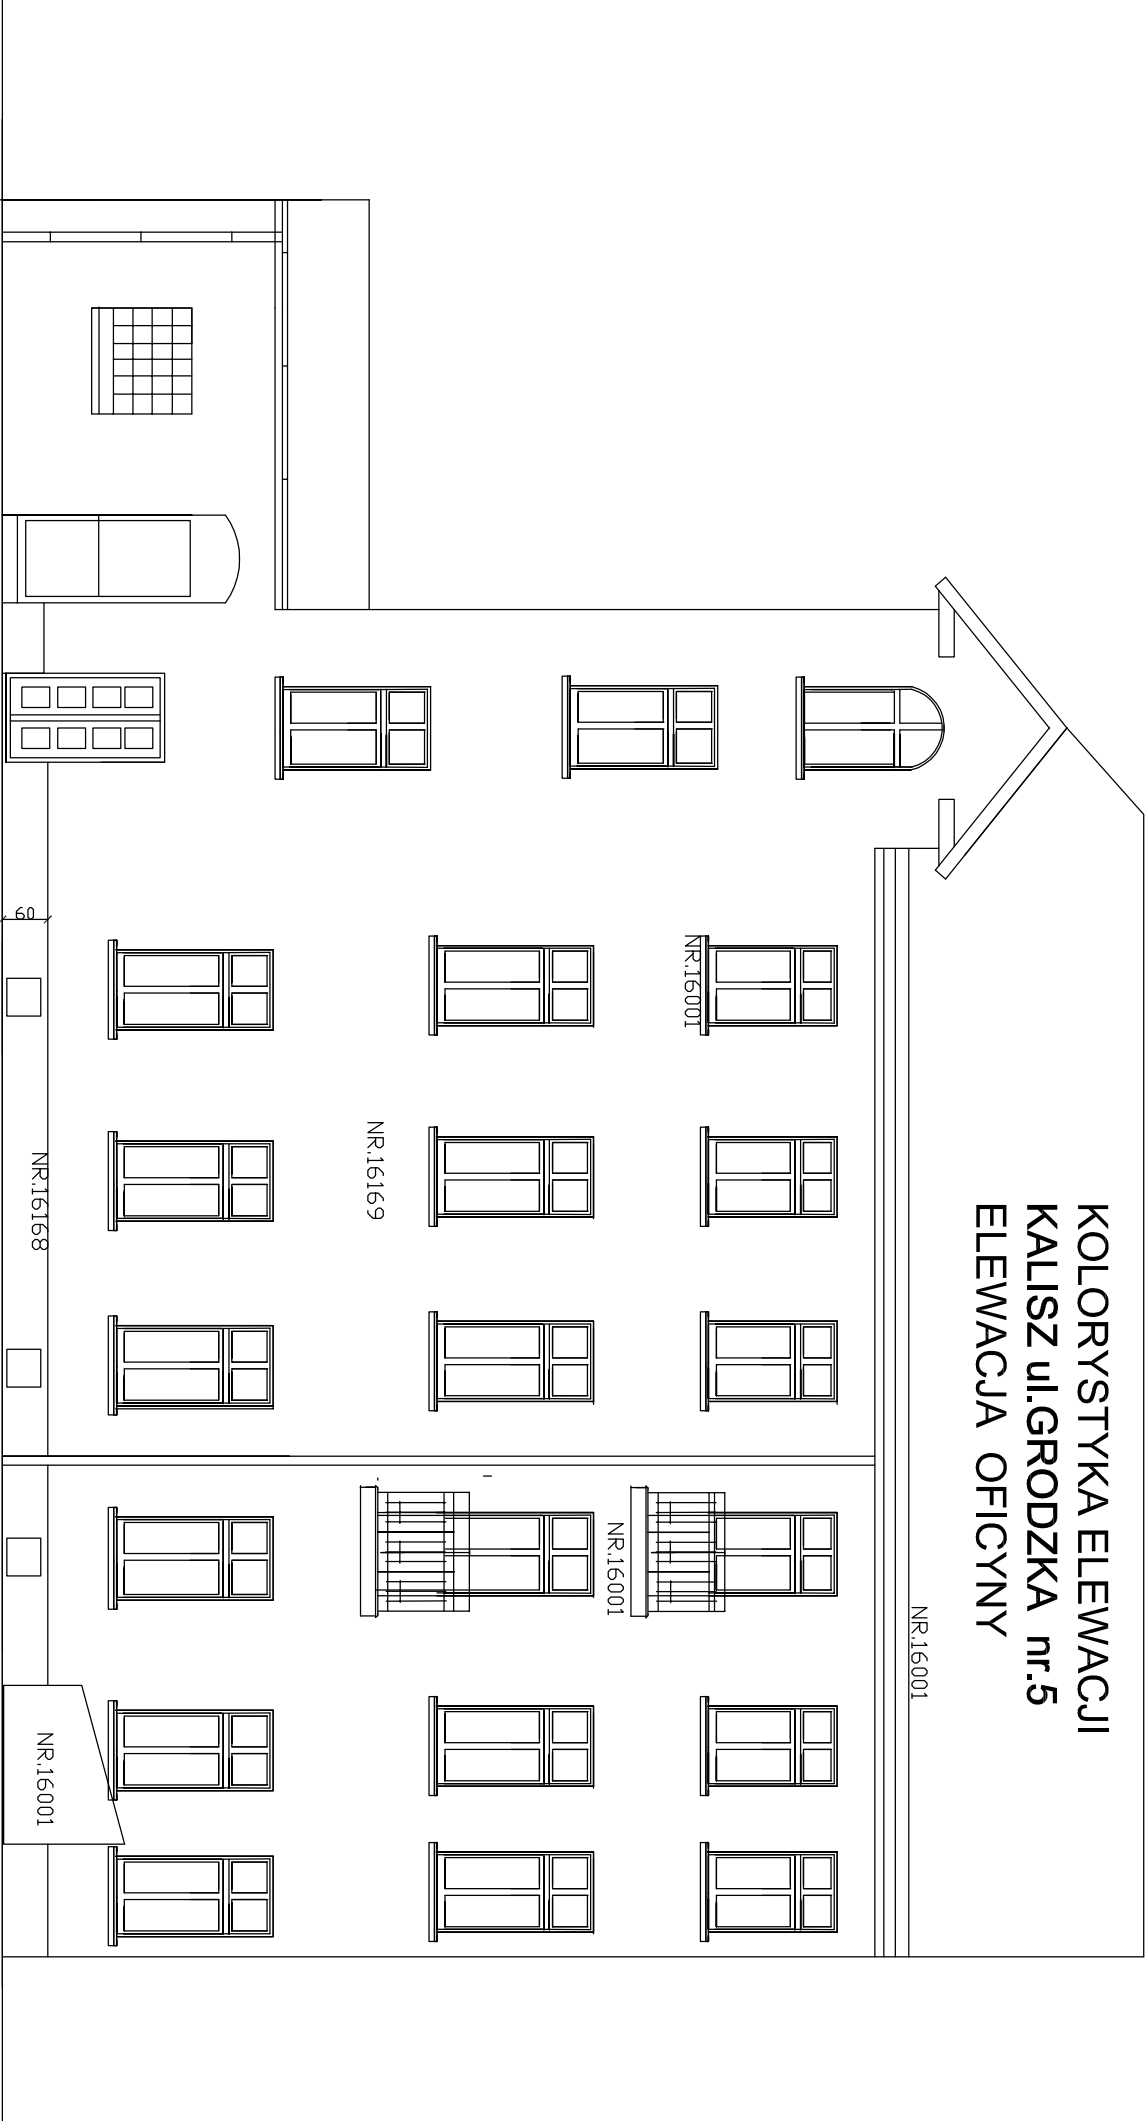 KOLORYSTYKA ELEWACJI
KALISZ ul.GRODZKA nr.5
ELEWACJA OFICYNY
NR.16001
NR.16001
NR.16001
NR.16169
NR.16168
NR.16001
60